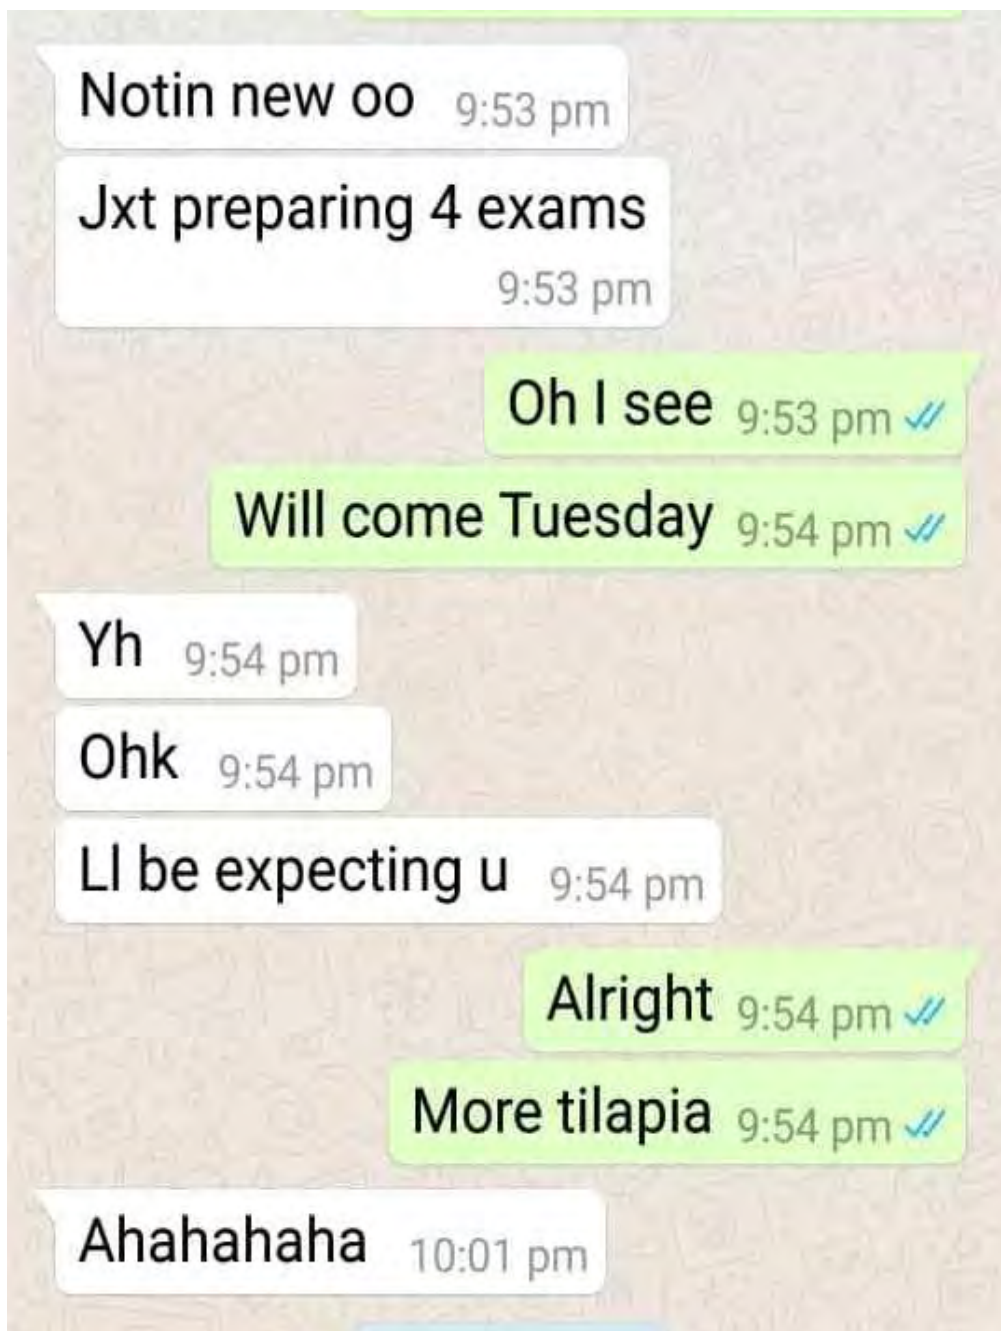 Notin new oo 9:53 pm
Jxt preparing 4 exams
9:53 pm
Oh I see 9:53 pm
Will come Tuesday 9:54 pm
Yh 9:54 pm
Ohk 9:54 pm
Ll be expecting u 9:54 pm
Alright 9:54 pm
More tilapia 9:54 pm
Ahahahaha 10:01 pm